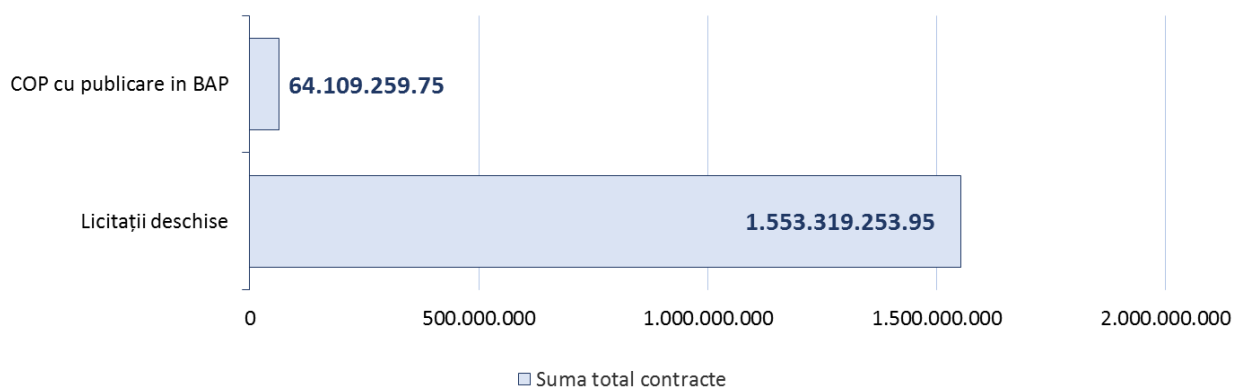 COP cu publicare in BAP
64.109.259.75
Licitații deschise
1.553.319.253.95
0
500.000.000
1.000.000.000
1.500.000.000
2.000.000.000
Suma total contracte